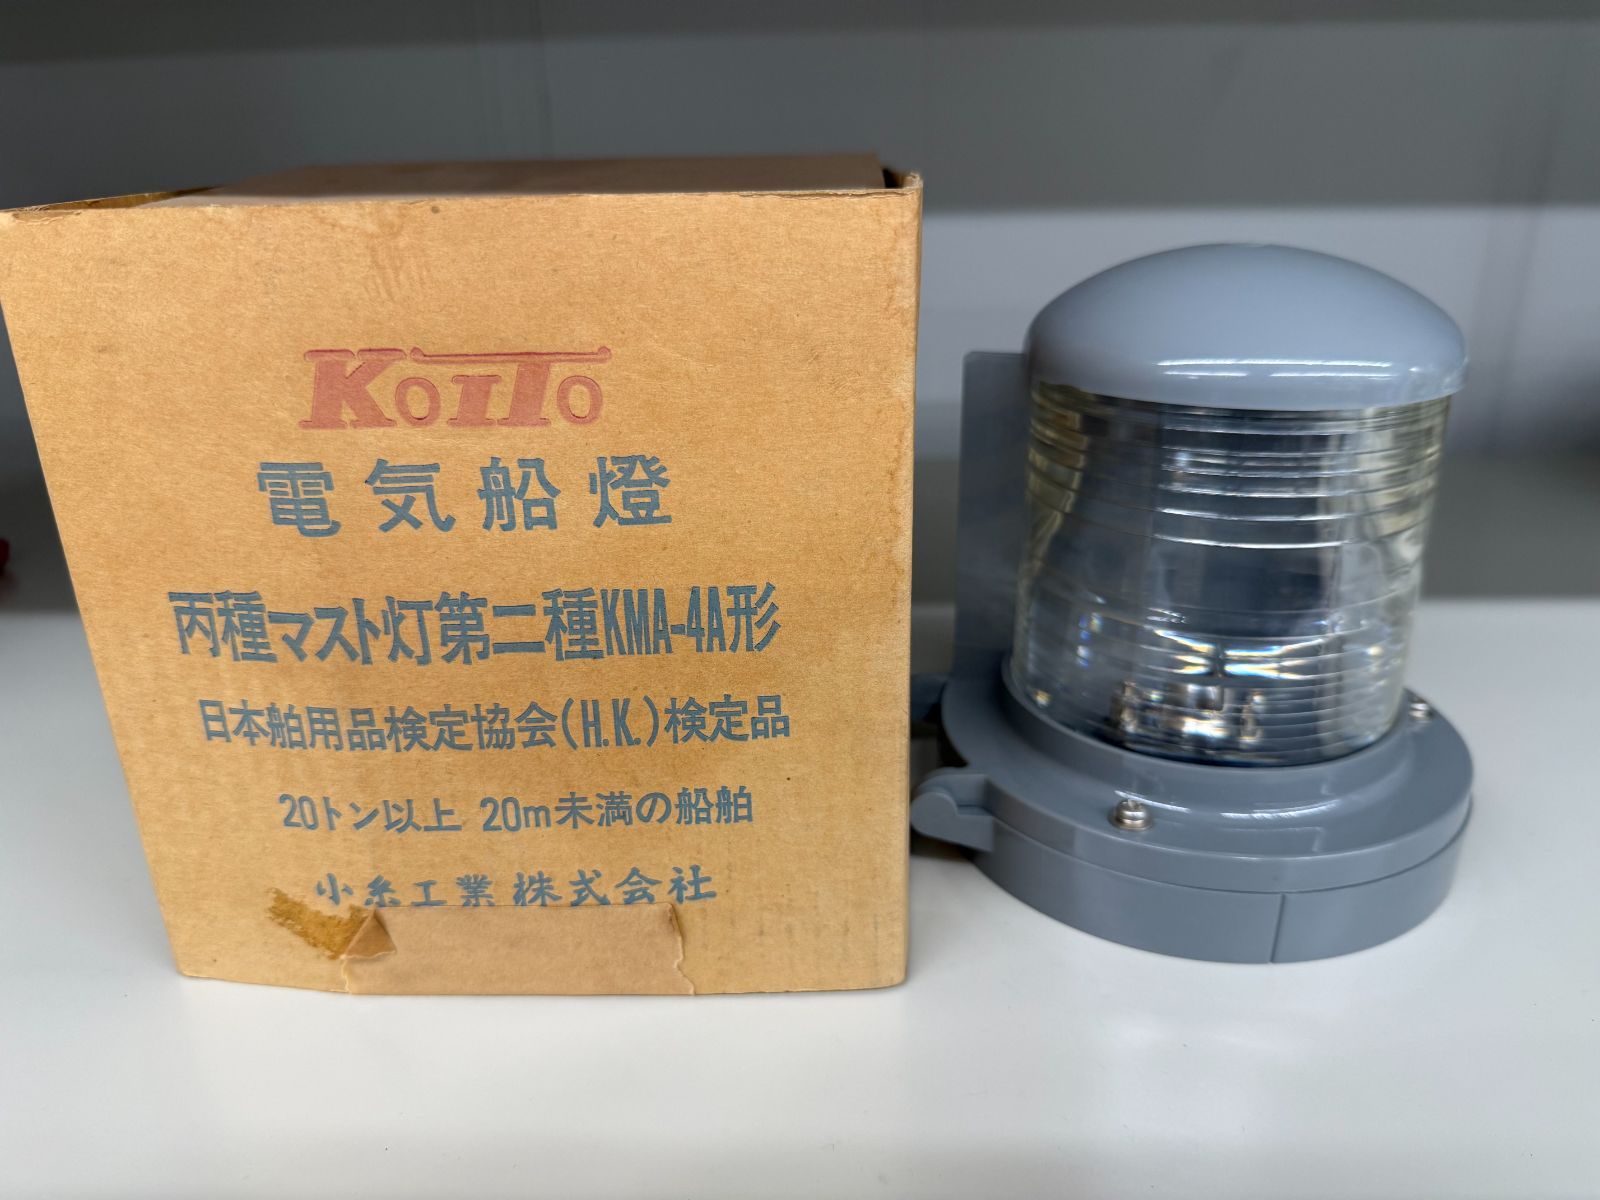 KOITO
電気船燈
丙種マスト灯第二種KMA-4A形
日本舶用品検定協会(H.K.)検定品
20トン以上 20m未満の船舶
小糸工業株式会社